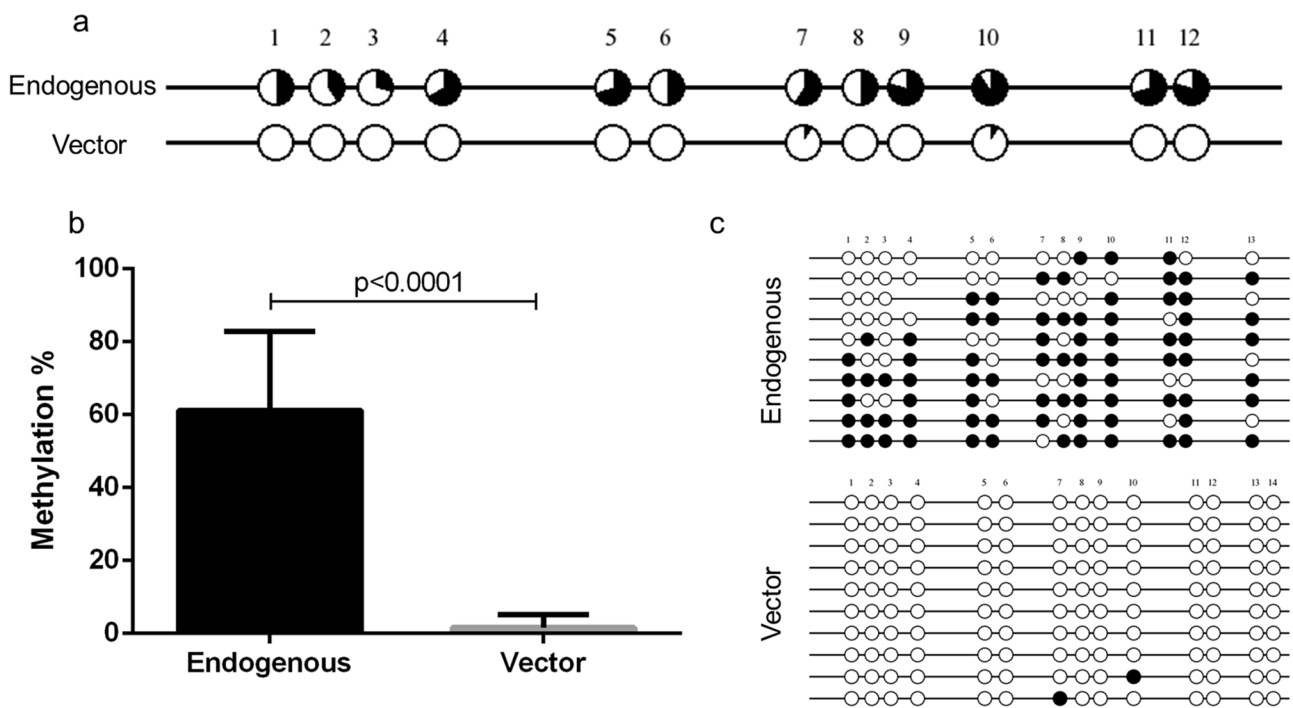 a
1 2 3 4 5 6 7 8 9 10 11 12
Endogenous
Vector
b
100
80
60
40
20
0
Methylation %
p<0.0001
Endogenous Vector
c
1 2 3 4 5 6 7 8 9 10 11 12 13
Endogenous
1 2 3 4 5 6 7 8 9 10 11 12 13 14
Vector